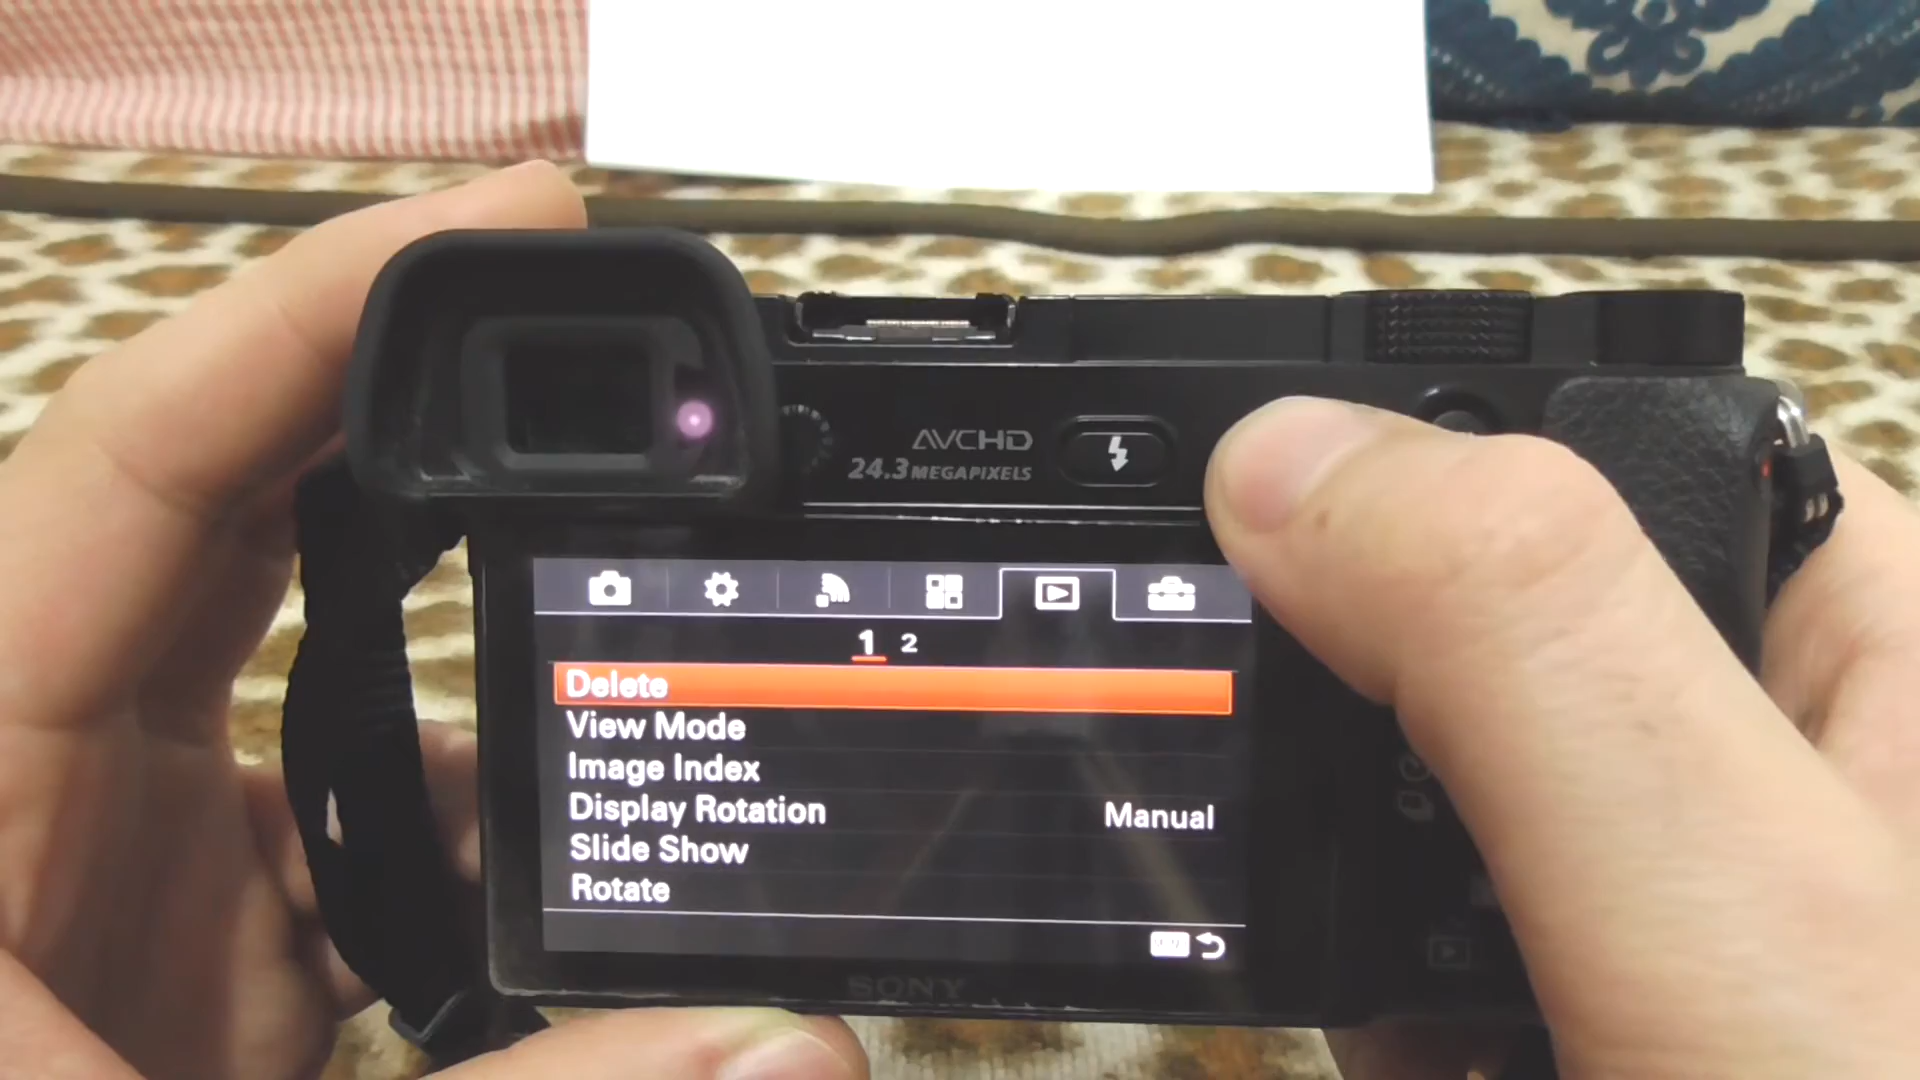 AVCHD
24.3 MEGAPIXELS
1 2
Delete
View Mode
Image Index
Display Rotation Manual
Slide Show
Rotate
SONY